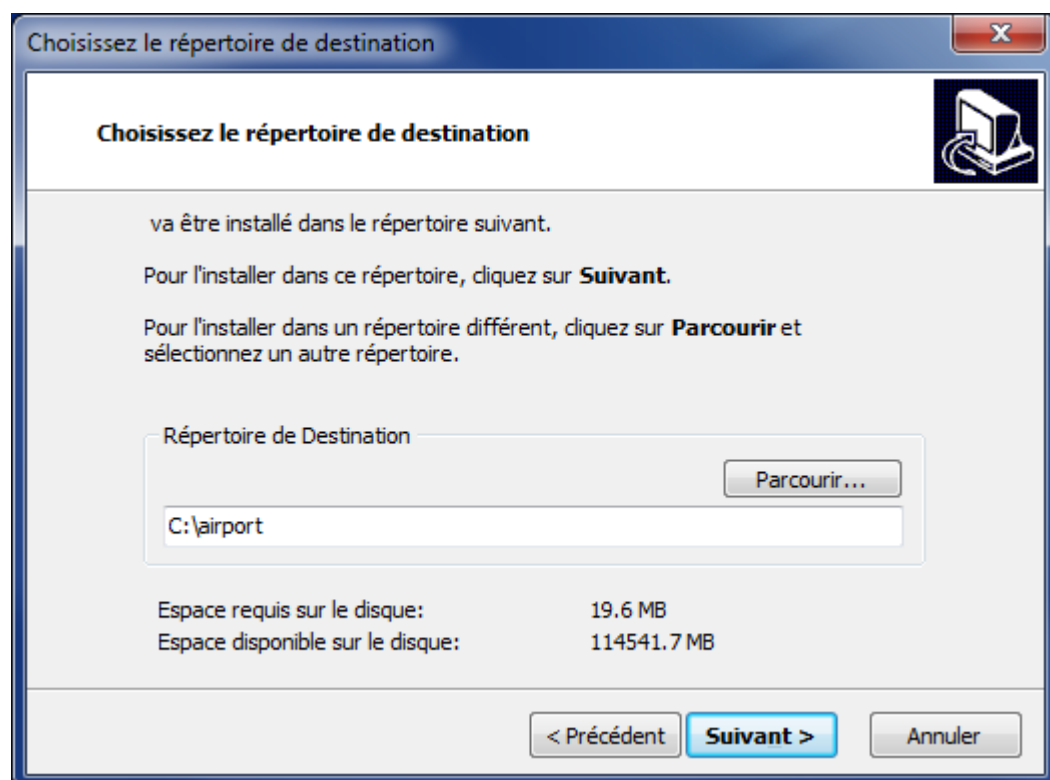 Choisissez le répertoire de destination
Choisissez le répertoire de destination
va être installé dans le répertoire suivant.
Pour l'installer dans ce répertoire, cliquez sur Suivant.
Pour l'installer dans un répertoire différent, cliquez sur Parcourir et
sélectionnez un autre répertoire.
Répertoire de Destination
Parcourir...
C:\airport
Espace requis sur le disque: 19.6 MB
Espace disponible sur le disque: 114541.7 MB
< Précédent Suivant > Annuler